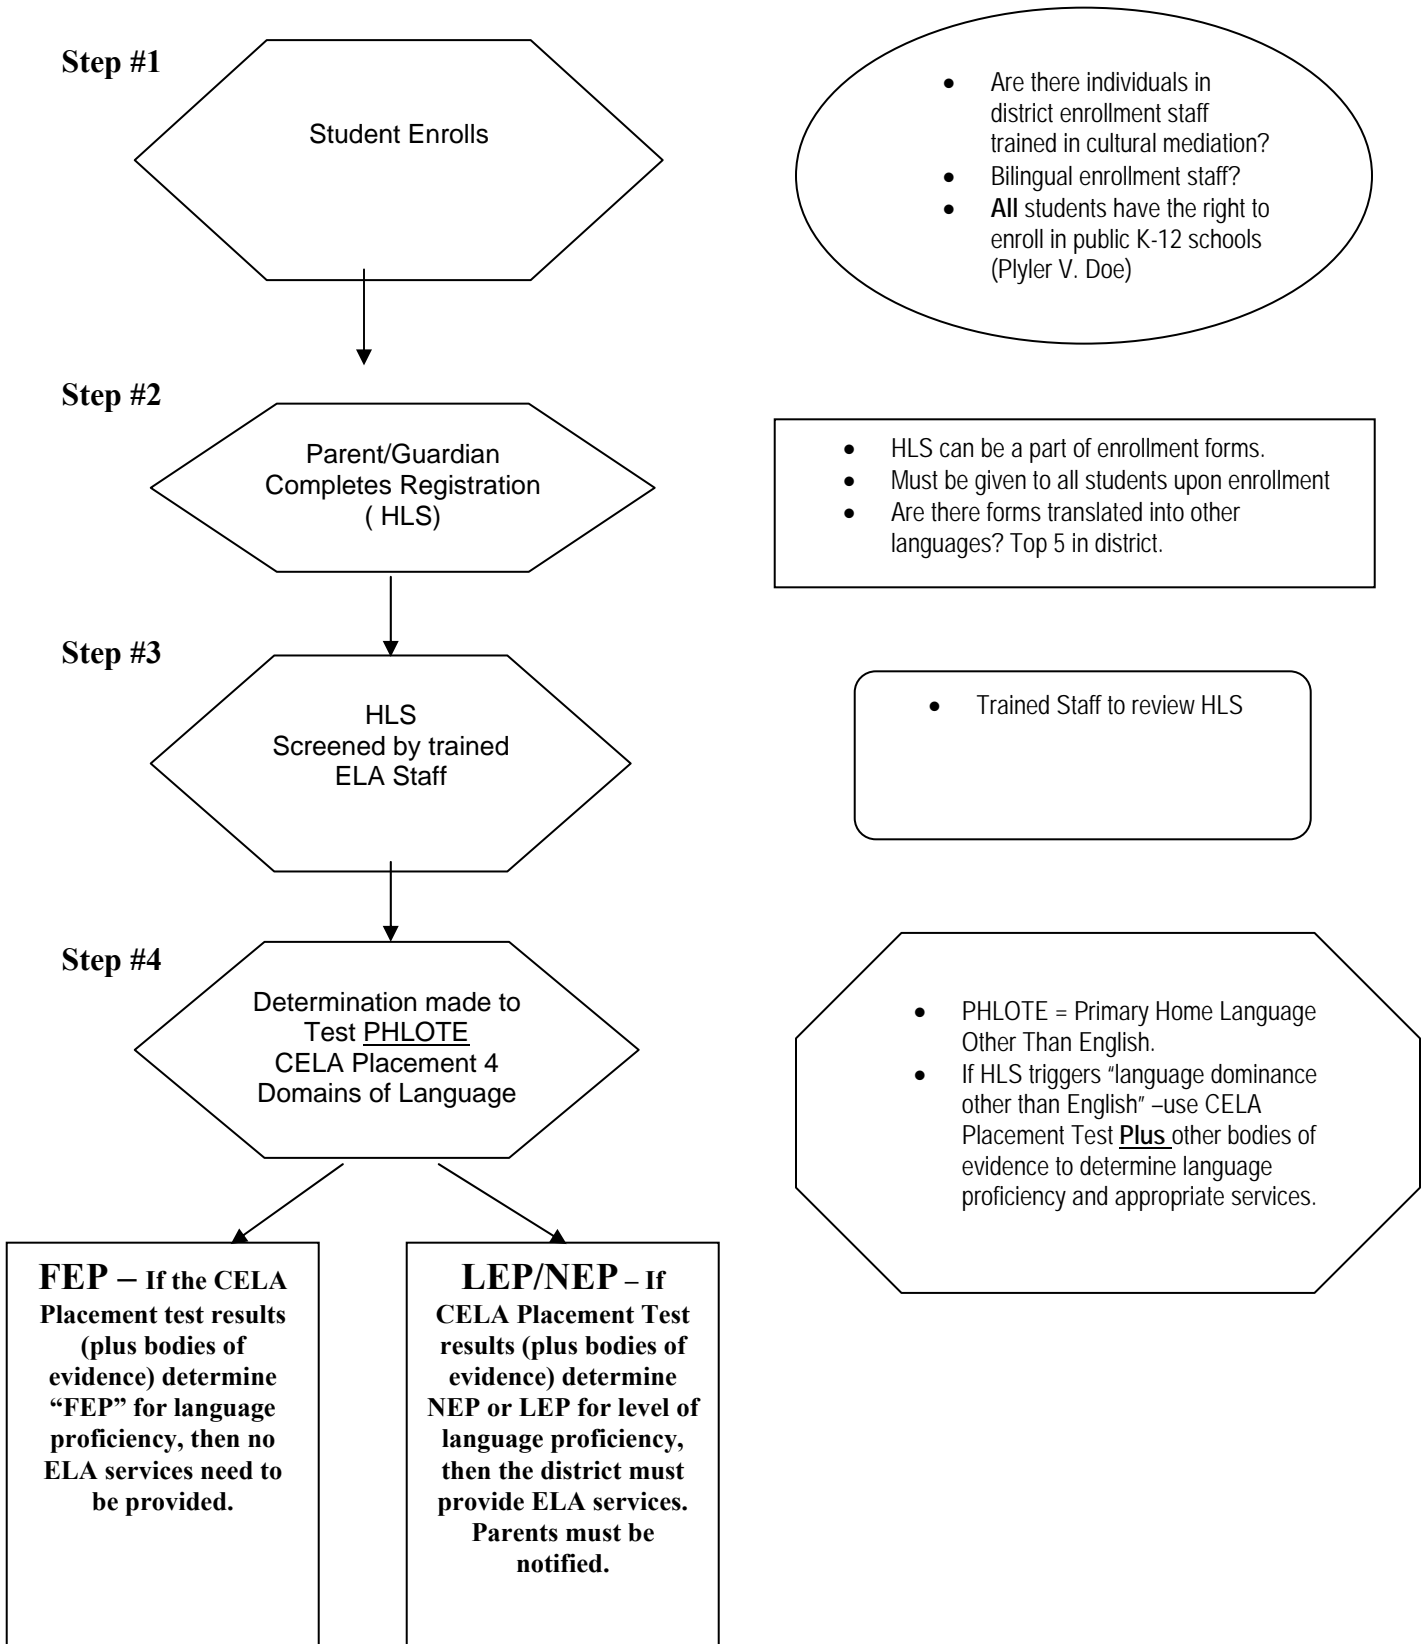 Step #1
Student Enrolls
• Are there individuals in
district enrollment staff
trained in cultural mediation?
• Bilingual enrollment staff?
• All students have the right to
enroll in public K-12 schools
(Plyler V. Doe)
Step #2
Parent/Guardian
Completes Registration
( HLS)
• HLS can be a part of enrollment forms.
• Must be given to all students upon enrollment
• Are there forms translated into other
languages? Top 5 in district.
Step #3
HLS
Screened by trained
ELA Staff
• Trained Staff to review HLS
Step #4
Determination made to
Test PHLOTE
CELA Placement 4
Domains of Language
• PHLOTE = Primary Home Language
Other Than English.
• If HLS triggers “language dominance
other than English” –use CELA
Placement Test Plus other bodies of
evidence to determine language
proficiency and appropriate services.
FEP – If the CELA
Placement test results
(plus bodies of
evidence) determine
“FEP” for language
proficiency, then no
ELA services need to
be provided.
LEP/NEP – If
CELA Placement Test
results (plus bodies of
evidence) determine
NEP or LEP for level of
language proficiency,
then the district must
provide ELA services.
Parents must be
notified.